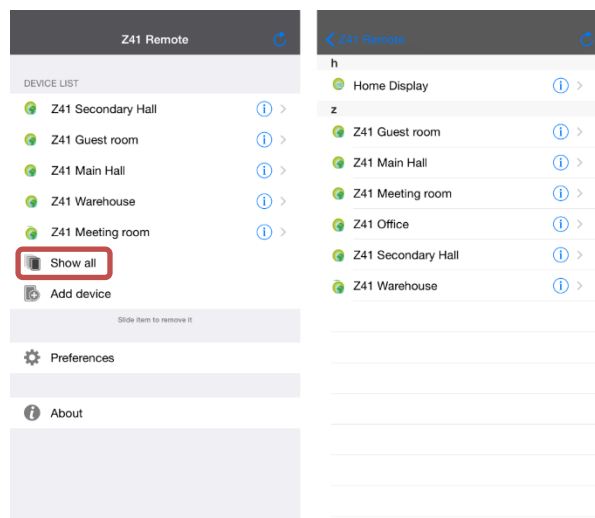 Z41 Remote
DEVICE LIST
Z41 Secondary Hall
Z41 Guest room
Z41 Main Hall
Z41 Warehouse
Z41 Meeting room
Show all
Add device
Slide item to remove it
Preferences
About
Z41 Remote
h
Home Display
z
Z41 Guest room
Z41 Main Hall
Z41 Meeting room
Z41 Office
Z41 Secondary Hall
Z41 Warehouse